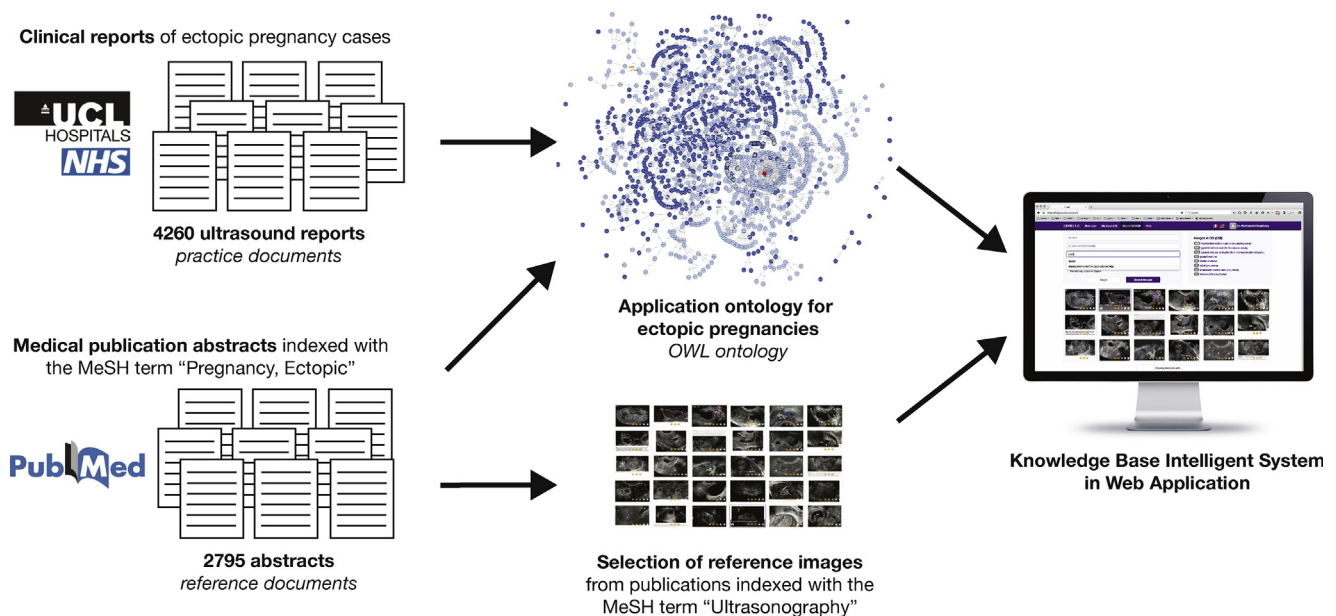 Clinical reports of ectopic pregnancy cases
UCL
HOSPITALS
NHS
4260 ultrasound reports
practice documents
Medical publication abstracts indexed with
the MeSH term “Pregnancy, Ectopic”
PubMed
2795 abstracts
reference documents
Application ontology for
ectopic pregnancies
OWL ontology
Selection of reference images
from publications indexed with the
MeSH term “Ultrasonography”
Knowledge Base Intelligent System
in Web Application